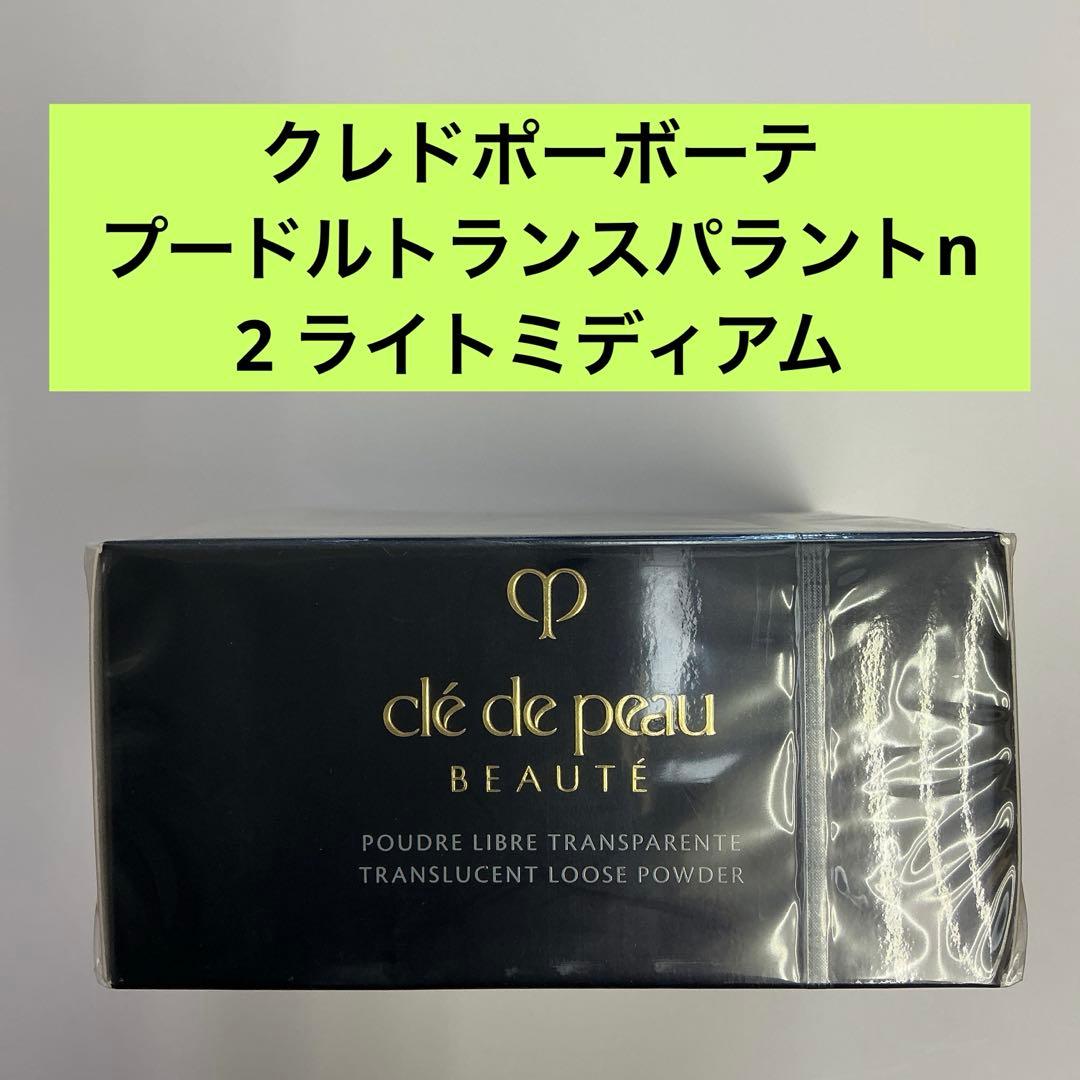 クレドポーボーテ
プードルトランスパラントn
2 ライトミディアム
clé de peau
BEAUTÉ
POUDRE LIBRE TRANSPARENTE
TRANSLUCENT LOOSE POWDER